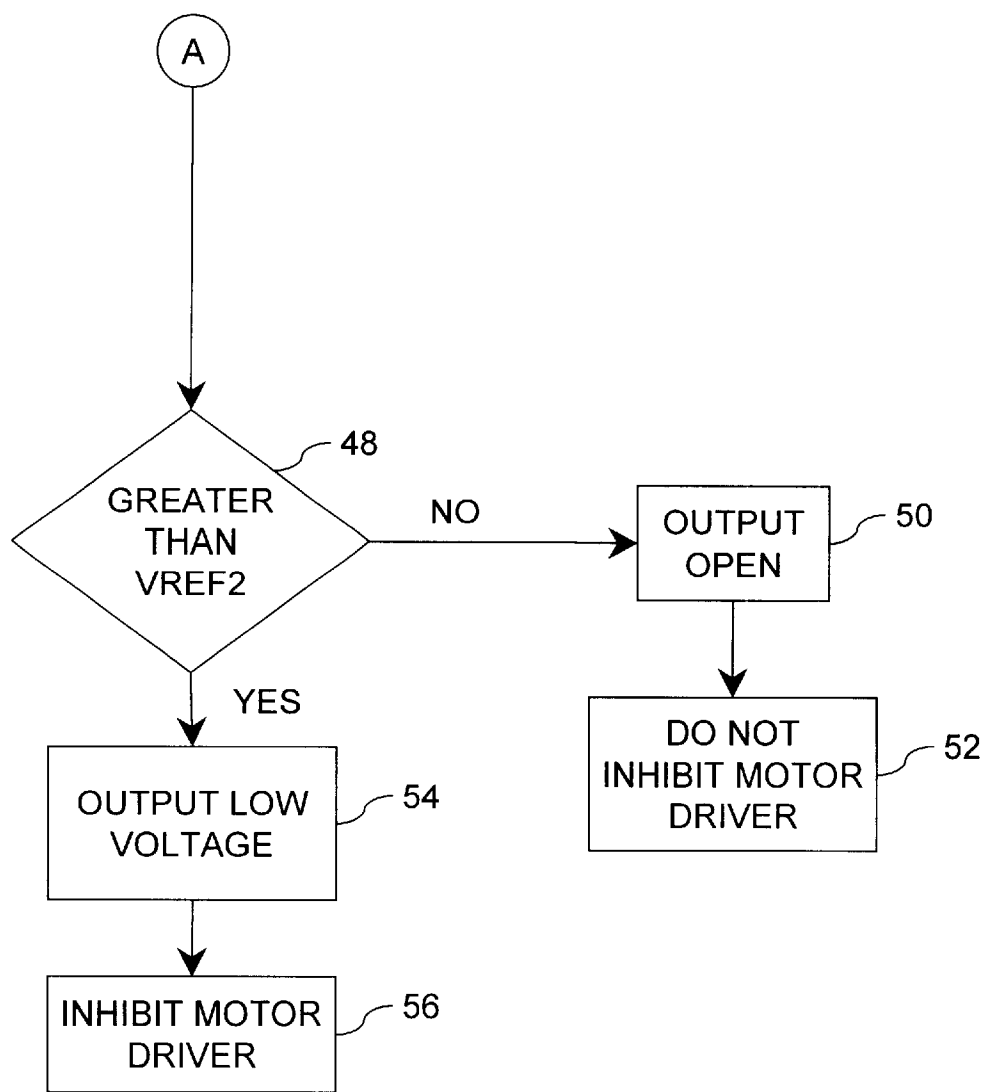 A
48
GREATER
THAN
VREF2
NO
OUTPUT
OPEN
50
YES
DO NOT
INHIBIT MOTOR
DRIVER
52
OUTPUT LOW
VOLTAGE
54
INHIBIT MOTOR
DRIVER
56